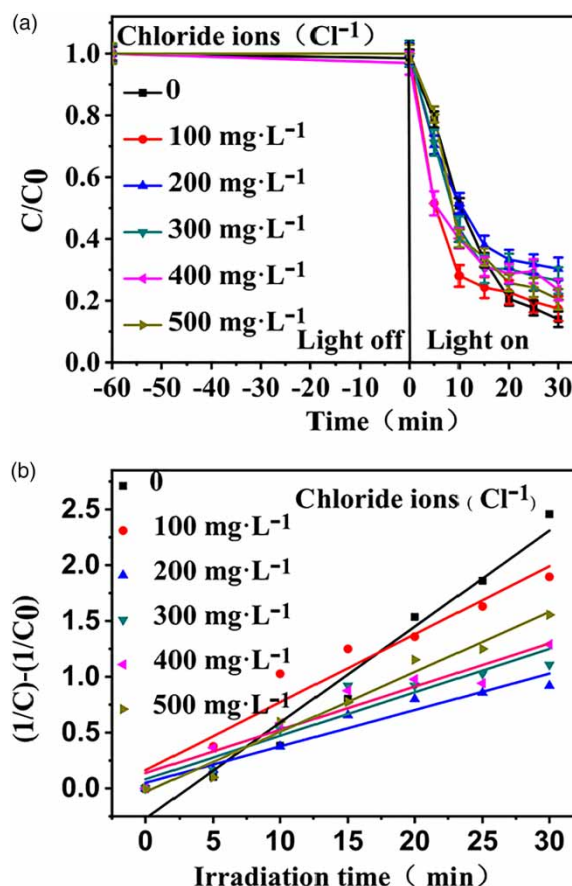 (a)
Chloride ions (Cl⁻¹)
0
100 mg·L⁻¹
200 mg·L⁻¹
300 mg·L⁻¹
400 mg·L⁻¹
500 mg·L⁻¹
Light off
Light on
C/C0
1.0
0.8
0.6
0.4
0.2
0.0
-60 -50 -40 -30 -20 -10 0 10 20 30
Time (min)
(b)
Chloride ions (Cl⁻¹)
0
100 mg·L⁻¹
200 mg·L⁻¹
300 mg·L⁻¹
400 mg·L⁻¹
500 mg·L⁻¹
(1/C)-(1/C0)
2.5
2.0
1.5
1.0
0.5
0.0
0 5 10 15 20 25 30
Irradiation time ( min)